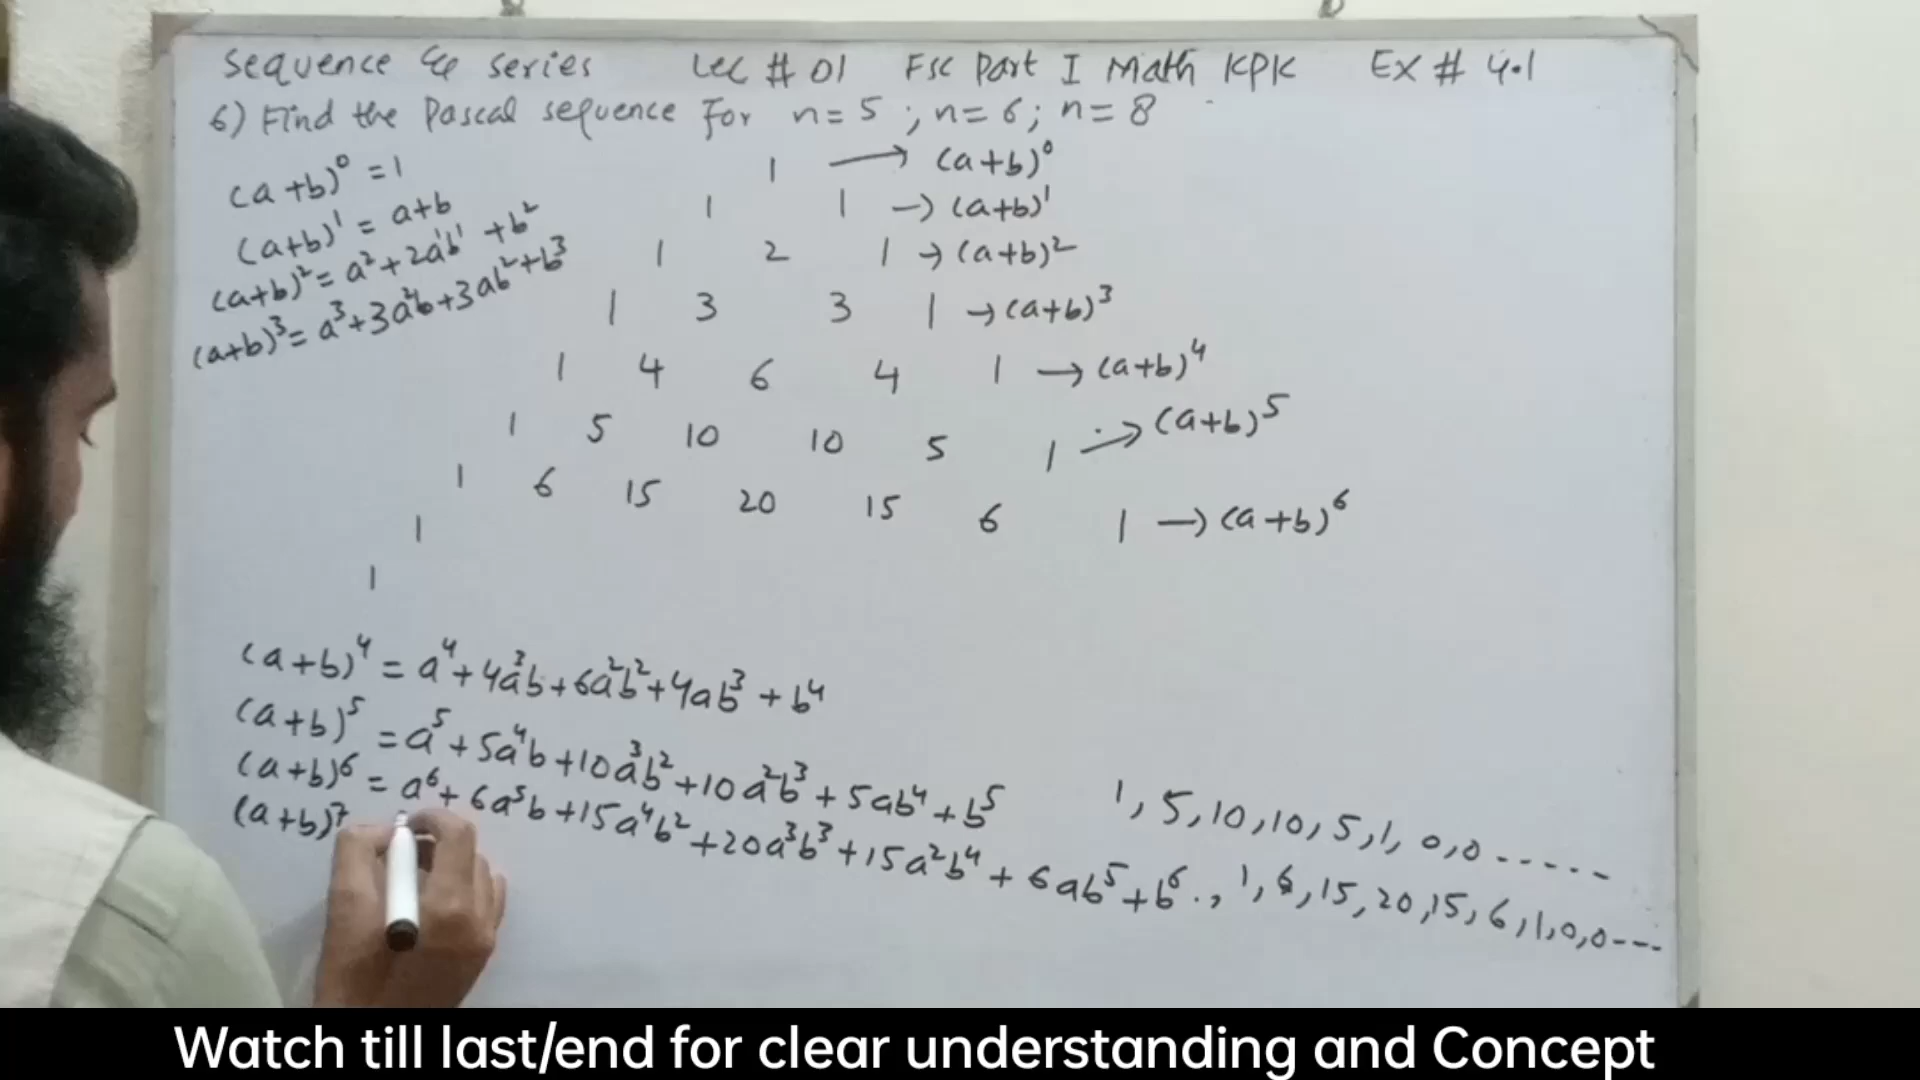 Sequence & series Lec # 01 FSC Part I Math KPK EX # 4.1
6) Find the Pascal sequence For n=5 ; n=6; n=8
(a+b)⁰ = 1
(a+b)¹ = a+b
(a+b)² = a²+2a¹b¹+b²
(a+b)³ = a³+3a²b+3ab²+b³
1 → (a+b)⁰
1 1 → (a+b)¹
1 2 1 → (a+b)²
1 3 3 1 → (a+b)³
1 4 6 4 1 → (a+b)⁴
1 5 10 10 5 1 → (a+b)⁵
1 6 15 20 15 6 1 → (a+b)⁶
1
1
(a+b)⁴ = a⁴+4a³b+6a²b²+4ab³+b⁴
(a+b)⁵ = a⁵+5a⁴b+10a³b²+10a²b³+5ab⁴+b⁵ 1, 5, 10, 10, 5, 1, 0, 0 -----
(a+b)⁶ = a⁶+6a⁵b+15a⁴b²+20a³b³+15a²b⁴+6ab⁵+b⁶ ., 1, 6, 15, 20, 15, 6, 1, 0, 0 ---
(a+b)⁷
Watch till last/end for clear understanding and Concept